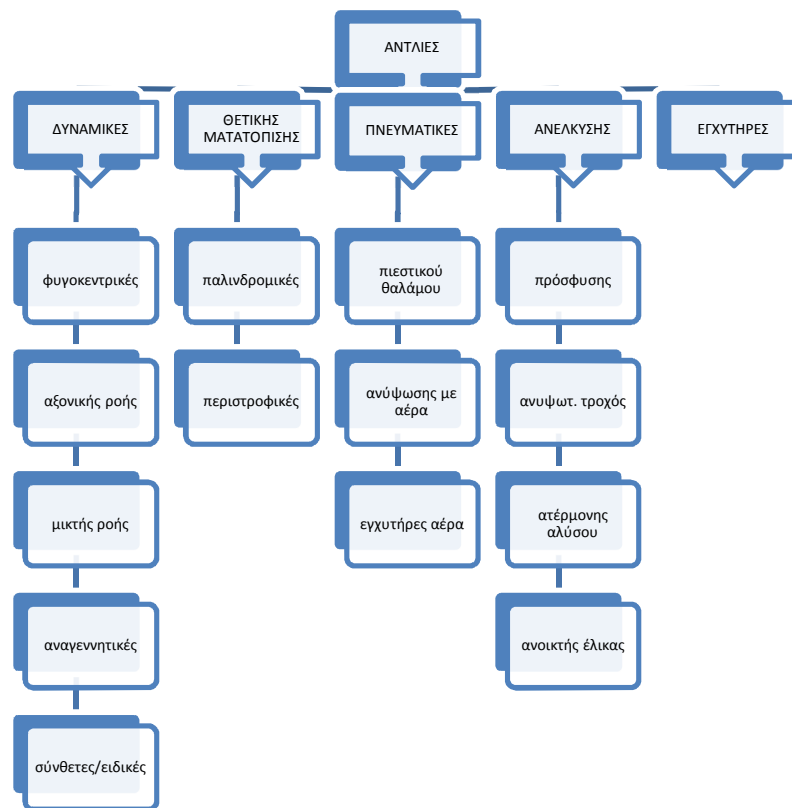 ΑΝΤΛΙΕΣ
ΔΥΝΑΜΙΚΕΣ
ΘΕΤΙΚΗΣ
ΜΑΤΑΤΟΠΙΣΗΣ
ΠΝΕΥΜΑΤΙΚΕΣ
ΑΝΕΛΚΥΣΗΣ
ΕΓΧΥΤΗΡΕΣ
φυγοκεντρικές
παλινδρομικές
πιεστικού
θαλάμου
πρόσφυσης
αξονικής ροής
περιστροφικές
ανύψωσης με
αέρα
ανυψωτ. τροχός
μικτής ροής
εγχυτήρες αέρα
ατέρμονης
αλύσου
αναγεννητικές
ανοικτής έλικας
σύνθετες/ειδικές